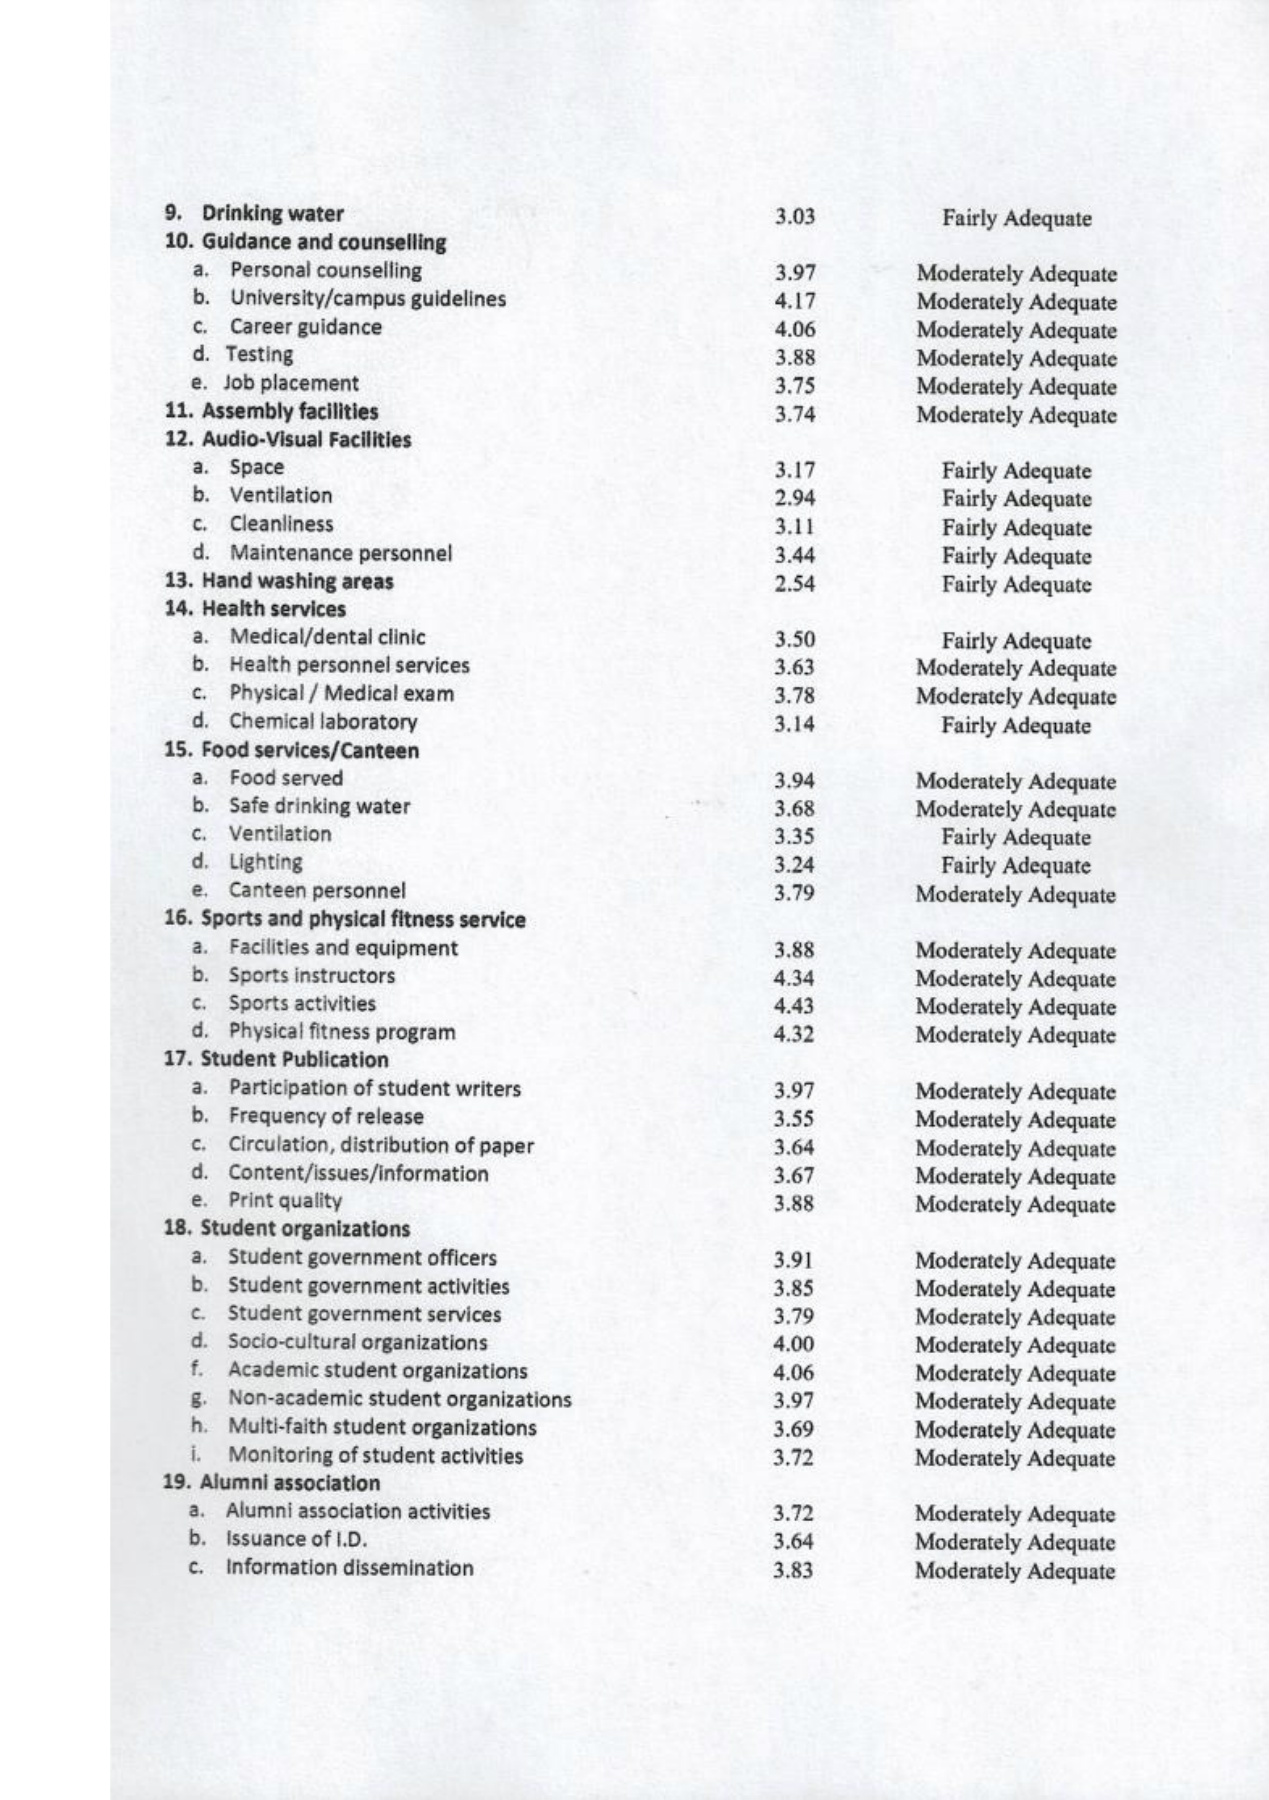 9. Drinking water 3.03 Fairly Adequate
10. Guidance and counselling
a. Personal counselling 3.97 Moderately Adequate
b. University/campus guidelines 4.17 Moderately Adequate
c. Career guidance 4.06 Moderately Adequate
d. Testing 3.88 Moderately Adequate
e. Job placement 3.75 Moderately Adequate
11. Assembly facilities 3.74 Moderately Adequate
12. Audio-Visual Facilities
a. Space 3.17 Fairly Adequate
b. Ventilation 2.94 Fairly Adequate
c. Cleanliness 3.11 Fairly Adequate
d. Maintenance personnel 3.44 Fairly Adequate
13. Hand washing areas 2.54 Fairly Adequate
14. Health services
a. Medical/dental clinic 3.50 Fairly Adequate
b. Health personnel services 3.63 Moderately Adequate
c. Physical / Medical exam 3.78 Moderately Adequate
d. Chemical laboratory 3.14 Fairly Adequate
15. Food services/Canteen
a. Food served 3.94 Moderately Adequate
b. Safe drinking water 3.68 Moderately Adequate
c. Ventilation 3.35 Fairly Adequate
d. Lighting 3.24 Fairly Adequate
e. Canteen personnel 3.79 Moderately Adequate
16. Sports and physical fitness service
a. Facilities and equipment 3.88 Moderately Adequate
b. Sports instructors 4.34 Moderately Adequate
c. Sports activities 4.43 Moderately Adequate
d. Physical fitness program 4.32 Moderately Adequate
17. Student Publication
a. Participation of student writers 3.97 Moderately Adequate
b. Frequency of release 3.55 Moderately Adequate
c. Circulation, distribution of paper 3.64 Moderately Adequate
d. Content/issues/information 3.67 Moderately Adequate
e. Print quality 3.88 Moderately Adequate
18. Student organizations
a. Student government officers 3.91 Moderately Adequate
b. Student government activities 3.85 Moderately Adequate
c. Student government services 3.79 Moderately Adequate
d. Socio-cultural organizations 4.00 Moderately Adequate
f. Academic student organizations 4.06 Moderately Adequate
g. Non-academic student organizations 3.97 Moderately Adequate
h. Multi-faith student organizations 3.69 Moderately Adequate
i. Monitoring of student activities 3.72 Moderately Adequate
19. Alumni association
a. Alumni association activities 3.72 Moderately Adequate
b. Issuance of I.D. 3.64 Moderately Adequate
c. Information dissemination 3.83 Moderately Adequate